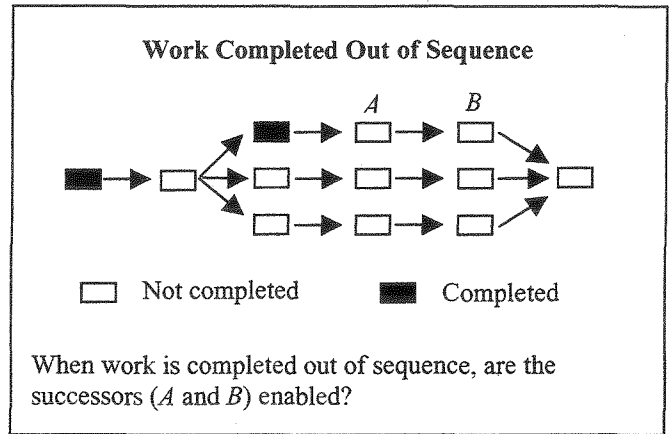 Work Completed Out of Sequence
A B
Not completed Completed
When work is completed out of sequence, are the
successors (A and B) enabled?